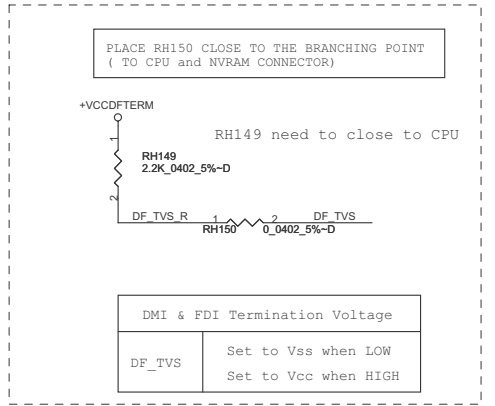 PLACE RH150 CLOSE TO THE BRANCHING POINT
( TO CPU and NVRAM CONNECTOR)
+VCCDFTERM
RH149 need to close to CPU
1
RH149
2.2K_0402_5%~D
2
DF_TVS_R
1
2
DF_TVS
RH150
0_0402_5%~D
DMI & FDI Termination Voltage
DF_TVS
Set to Vss when LOW
Set to Vcc when HIGH